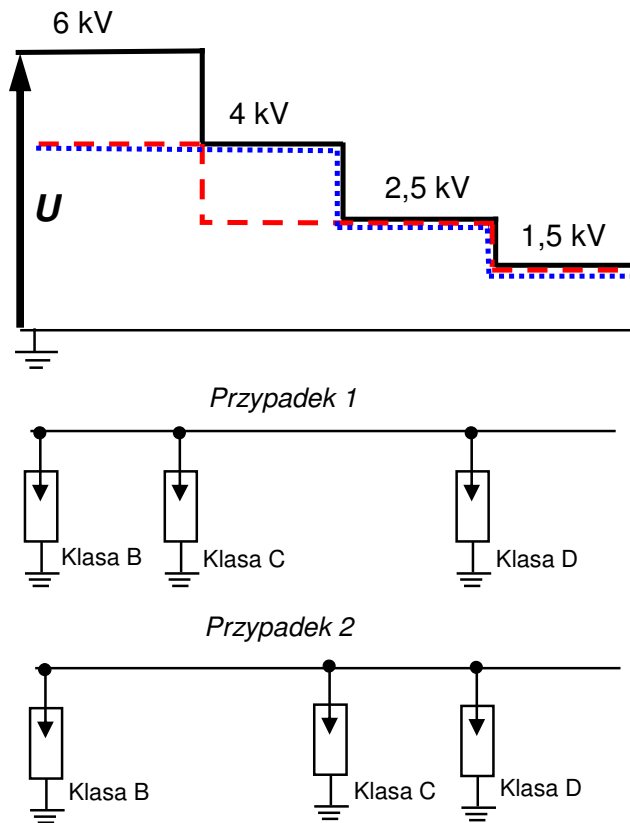 6 kV
4 kV
2,5 kV
U
1,5 kV
Przypadek 1
Klasa B Klasa C Klasa D
Przypadek 2
Klasa B Klasa C Klasa D